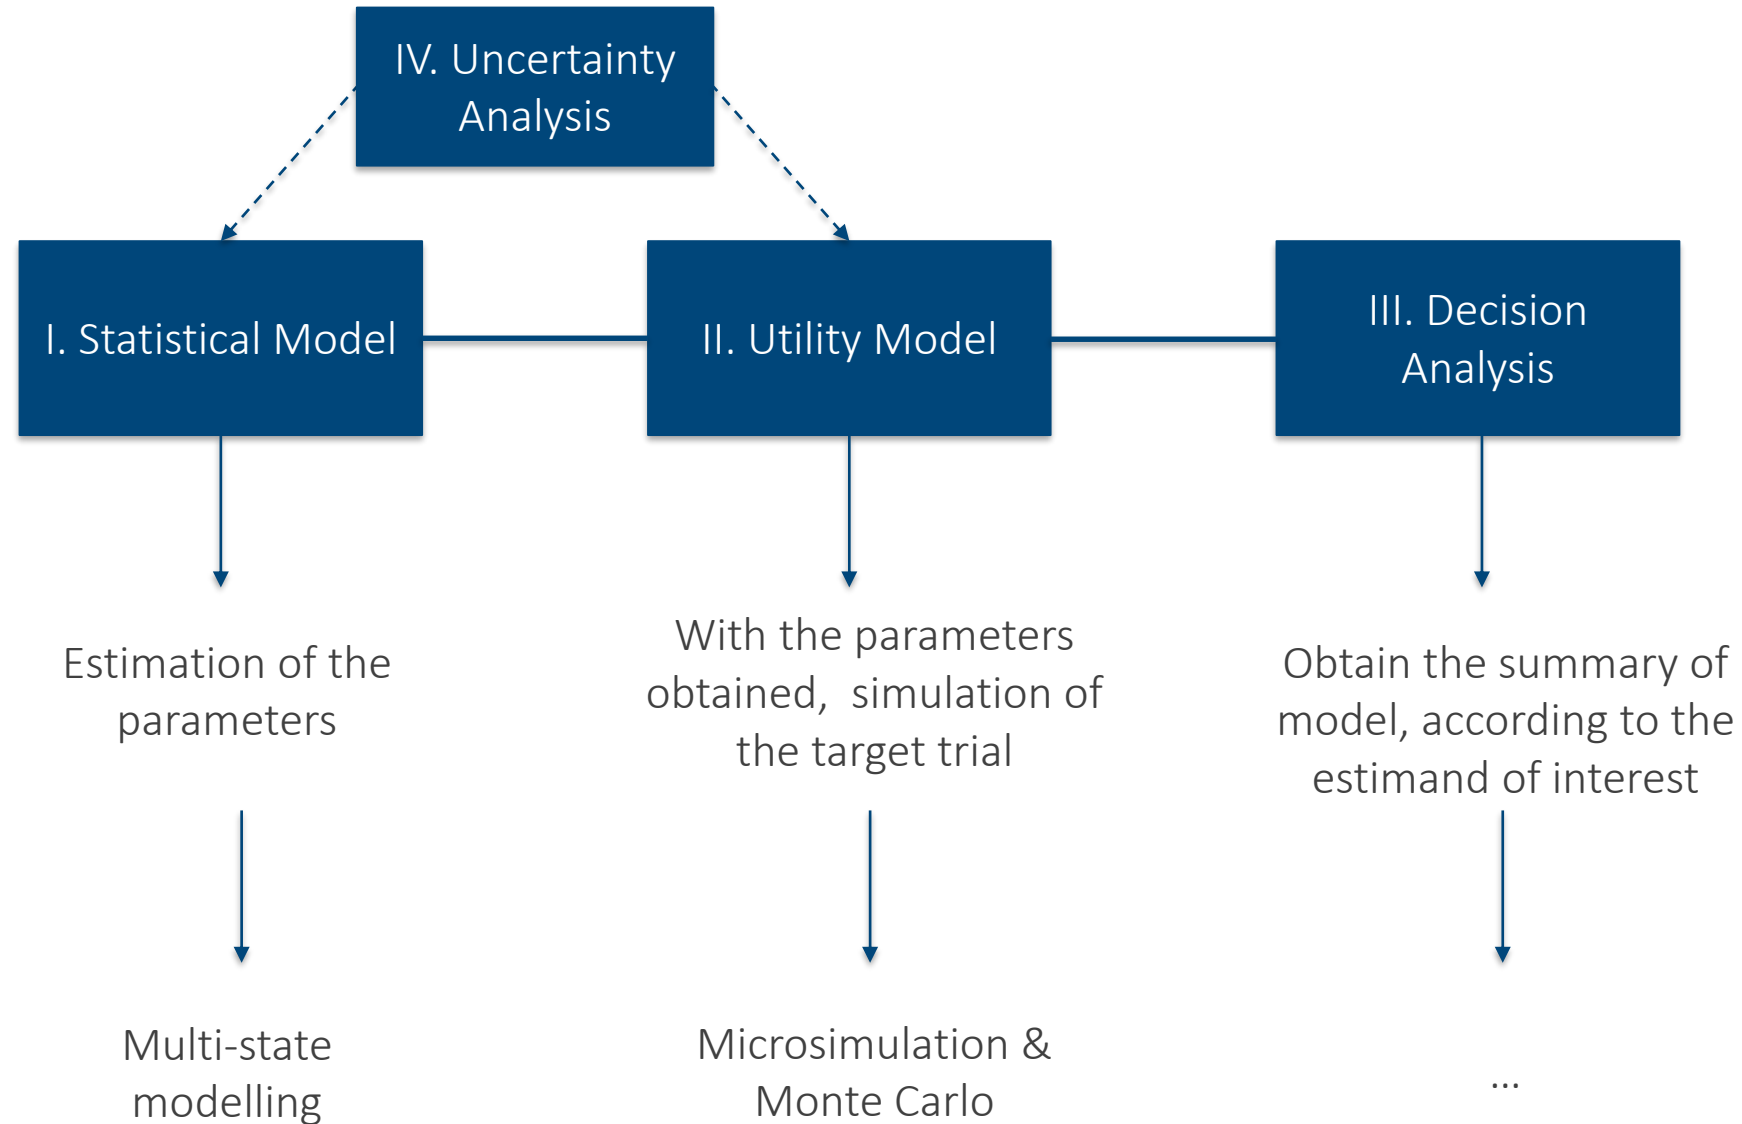 IV. Uncertainty
Analysis
I. Statistical Model
II. Utility Model
III. Decision
Analysis
Estimation of the
parameters
With the parameters
obtained,  simulation of
the target trial
Obtain the summary of
model, according to the
estimand of interest
Multi-state
modelling
Microsimulation &
Monte Carlo
...